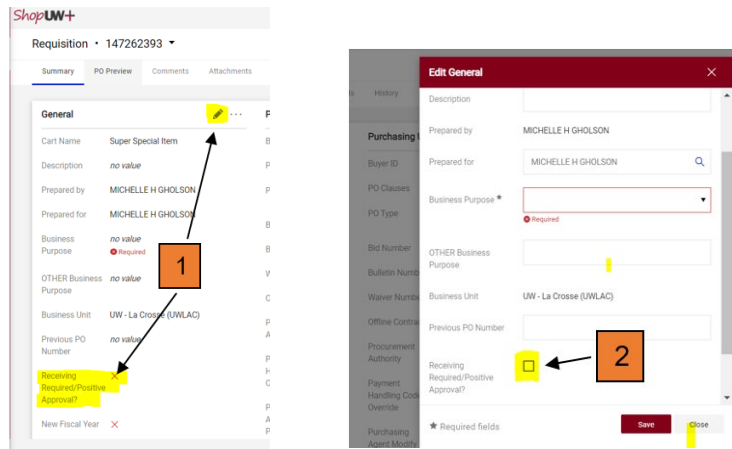 ShopUW+
Requisition • 147262393
Summary PO Preview Comments Attachments
General
Cart Name Super Special Item
Description no value
Prepared by MICHELLE H GHOLSON
Prepared for MICHELLE H GHOLSON
Business no value
Purpose Required
OTHER Business no value
Purpose
Business Unit UW - La Crosse (UWLAC)
Previous PO no value
Number
Receiving
Required/Positive
Approval?
New Fiscal Year
1
History
Purchasing
Buyer ID
PO Clauses
PO Type
Bid Number
Bulletin Numb
Waiver Numbe
Offline Contra
Procurement
Authority
Payment
Handling Code
Override
Purchasing
Agent Modify
Edit General
Description
Prepared by MICHELLE H GHOLSON
Prepared for MICHELLE H GHOLSON
Business Purpose *
Required
OTHER Business
Purpose
Business Unit UW - La Crosse (UWLAC)
Previous PO Number
Receiving
Required/Positive
Approval?
2
★ Required fields Save Close